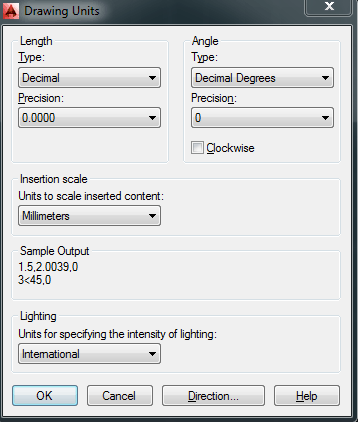 Drawing Units
X
Length
Type:
Decimal
Precision:
0.0000
Angle
Type:
Decimal Degrees
Precision:
0
Clockwise
Insertion scale
Units to scale inserted content:
Millimeters
Sample Output
1.5,2.0039,0
3<45,0
Lighting
Units for specifying the intensity of lighting:
International
OK
Cancel
Direction...
Help